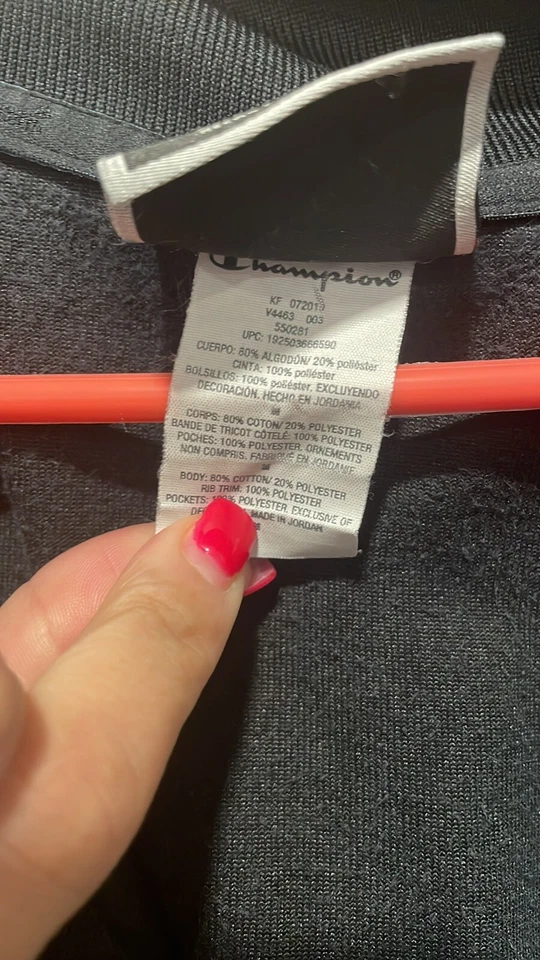 Champion®
KF 072019
V4463 003
550281
UPC: 192503666590
CUERPO: 80% ALGODÓN/ 20% poliéster
CINTA: 100% poliéster
BOLSILLOS: 100% poliéster. EXCLUYENDO
DECORACIÓN. HECHO EN JORDANIA
M
CORPS: 80% COTON/ 20% POLYESTER
BANDE DE TRICOT CÔTELÉ: 100% POLYESTER
POCHES: 100% POLYESTER. ORNEMENTS
NON COMPRIS. FABRIQUÉ EN JORDANIE
M
BODY: 80% COTTON/ 20% POLYESTER
RIB TRIM: 100% POLYESTER
POCKETS: 100% POLYESTER. EXCLUSIVE OF
MADE IN JORDAN